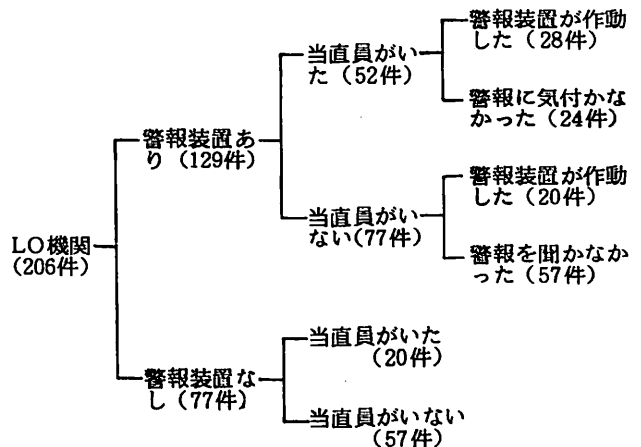 警報装置が作動
した（28件）
当直員がい
た（52件）
警報に気付かな
かった（24件）
警報装置あ
り（129件）
警報装置が作動
した（20件）
当直員がい
ない（77件）
警報を聞かなか
った（57件）
LO機関
（206件）
当直員がいた
（20件）
警報装置な
し（77件）
当直員がいない
（57件）